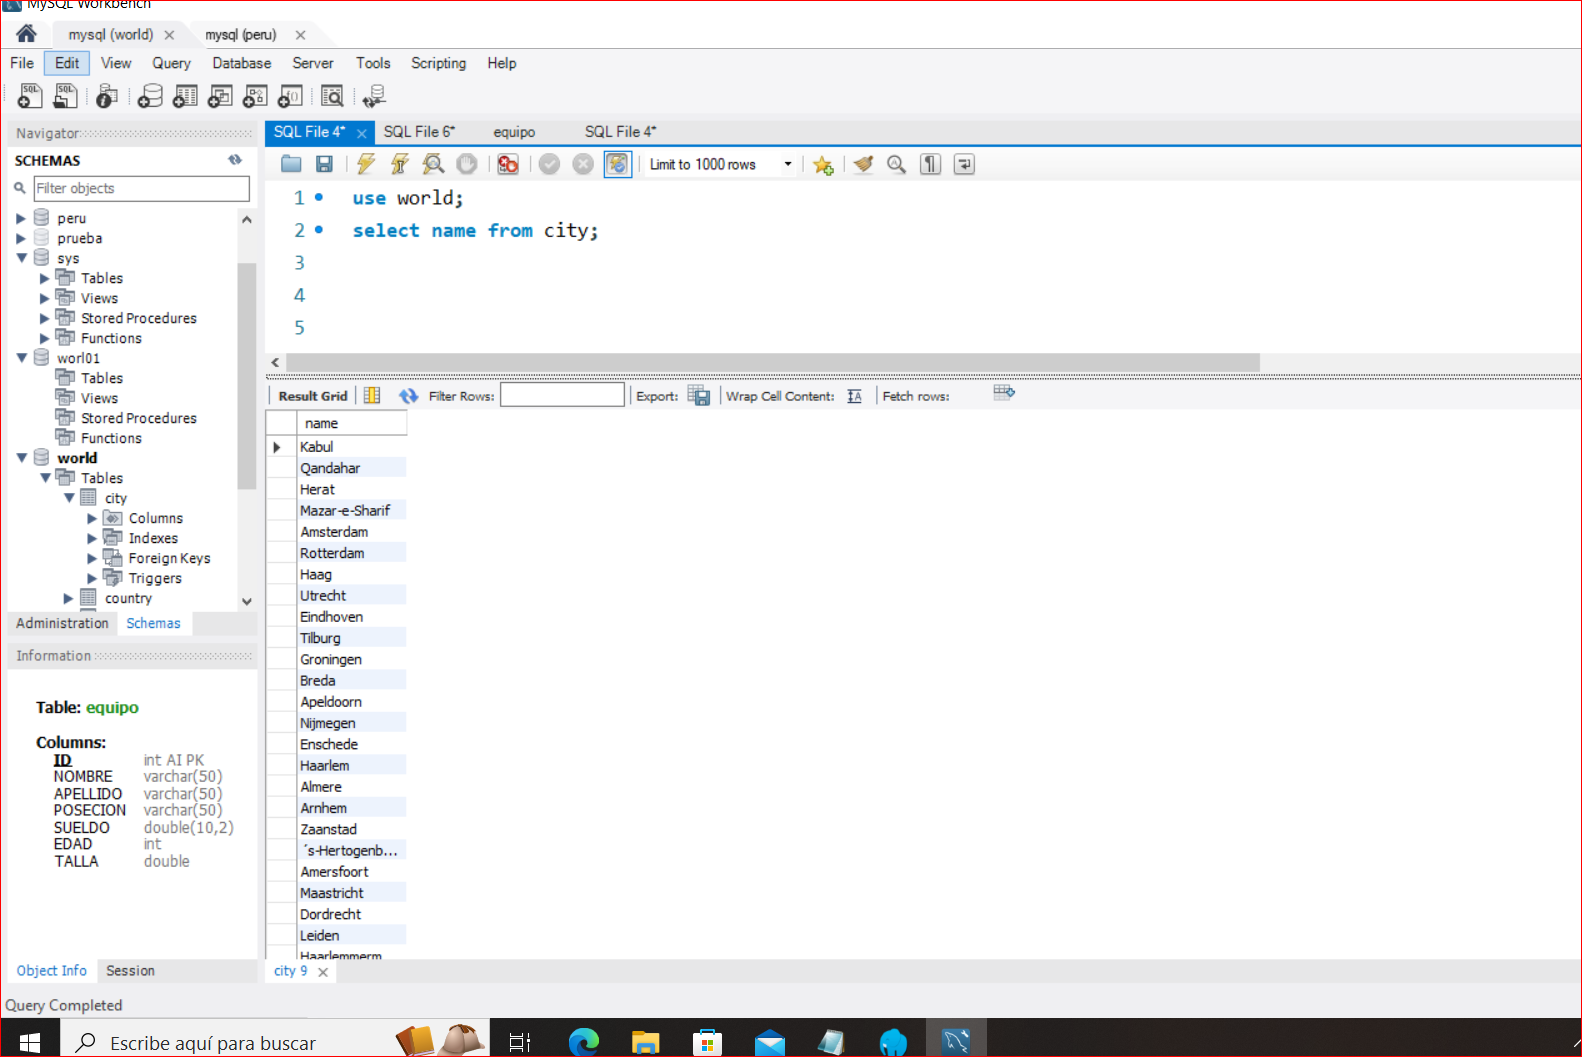 MySQL Workbench
mysql (world)
mysql (peru)
File Edit View Query Database Server Tools Scripting Help
Navigator
SCHEMAS
Filter objects
peru
prueba
sys
Tables
Views
Stored Procedures
Functions
worl01
Tables
Views
Stored Procedures
Functions
world
Tables
city
Columns
Indexes
Foreign Keys
Triggers
country
Administration Schemas
Information
Table: equipo
Columns:
ID int AI PK
NOMBRE varchar(50)
APELLIDO varchar(50)
POSECION varchar(50)
SUELDO double(10,2)
EDAD int
TALLA double
Object Info Session
SQL File 4* SQL File 6* equipo SQL File 4*
Limit to 1000 rows
1 use world;
2 select name from city;
3
4
5
Result Grid Filter Rows: Export: Wrap Cell Content: Fetch rows:
name
Kabul
Qandahar
Herat
Mazar-e-Sharif
Amsterdam
Rotterdam
Haag
Utrecht
Eindhoven
Tilburg
Groningen
Breda
Apeldoorn
Nijmegen
Enschede
Haarlem
Almere
Arnhem
Zaanstad
´s-Hertogenb...
Amersfoort
Maastricht
Dordrecht
Leiden
Haarlemmerm
city 9
Query Completed
Escribe aquí para buscar